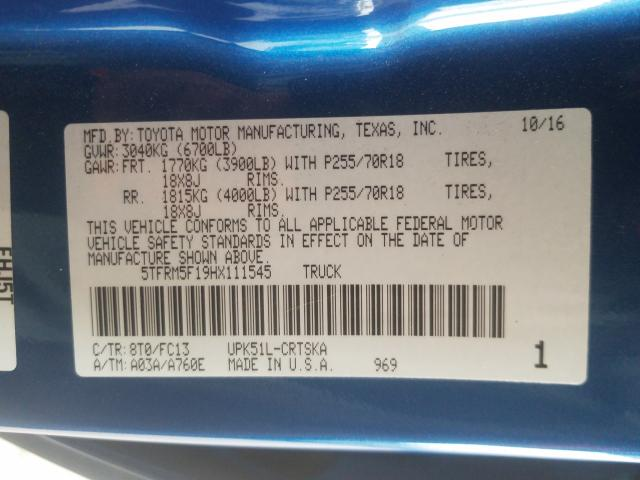 MFD.BY:TOYOTA MOTOR MANUFACTURING, TEXAS, INC. 10/16
GVWR:3040KG (6700LB)
GAWR:FRT. 1770KG (3900LB) WITH P255/70R18 TIRES,
18X8J RIMS.
RR. 1815KG (4000LB) WITH P255/70R18 TIRES,
18X8J RIMS.
THIS VEHICLE CONFORMS TO ALL APPLICABLE FEDERAL MOTOR
VEHICLE SAFETY STANDARDS IN EFFECT ON THE DATE OF
MANUFACTURE SHOWN ABOVE.
5TFRM5F19HX111545 TRUCK
C/TR:8T0/FC13 UPK51L-CRTSKA
A/TM:A03A/A760E MADE IN U.S.A. 969 1